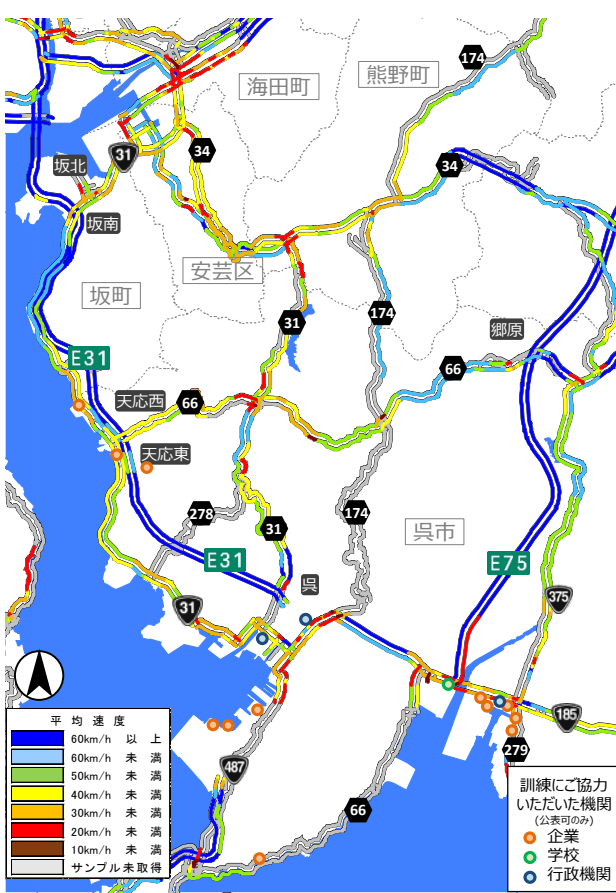 174
熊野町
海田町
31
34
坂北
34
坂南
安芸区
坂町
174
31
郷原
E31
66
天応西
66
天応東
278
174
31
呉市
E31
E75
呉
375
31
185
279
487
66
平均速度
60km/h 以上
60km/h 未満
50km/h 未満
40km/h 未満
30km/h 未満
20km/h 未満
10km/h 未満
サンプル未取得
訓練にご協力
いただいた機関
(公表可のみ)
企業
学校
行政機関